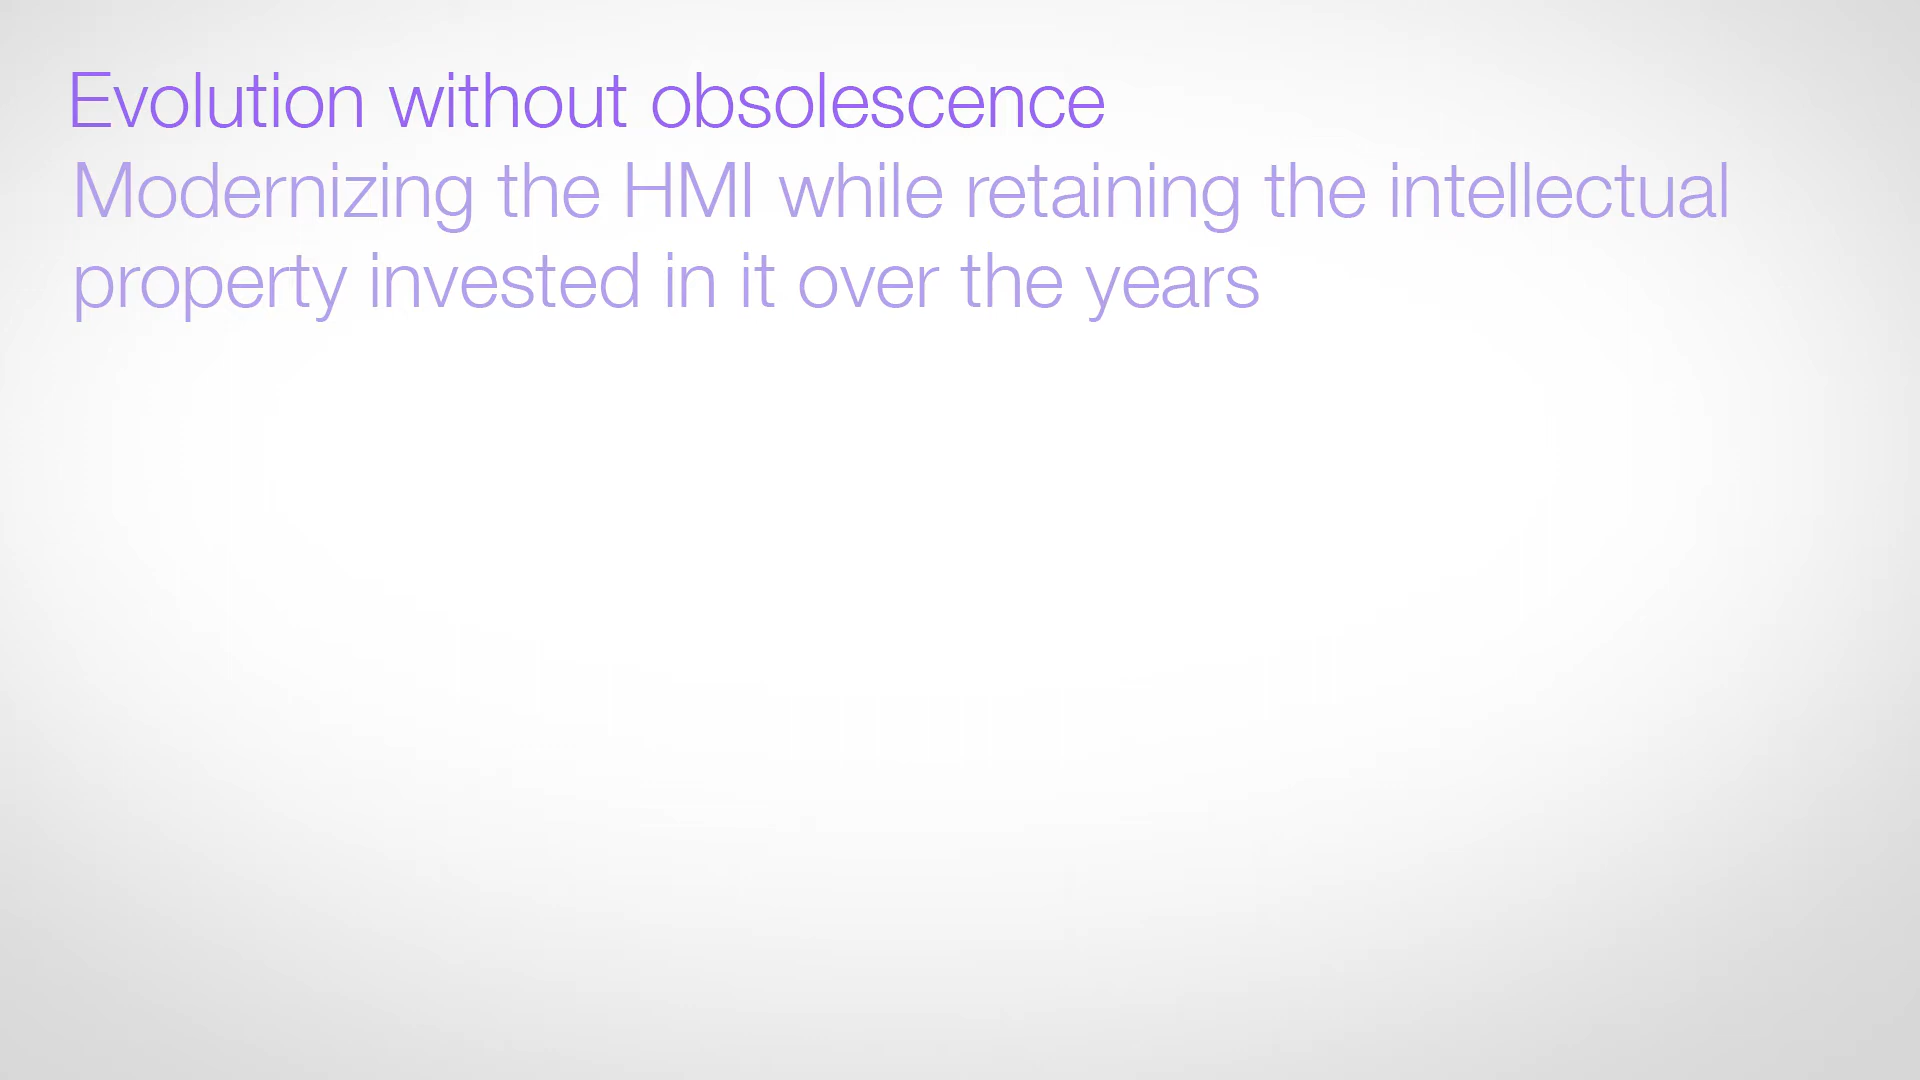 Evolution without obsolescence
Modernizing the HMI while retaining the intellectual
property invested in it over the years